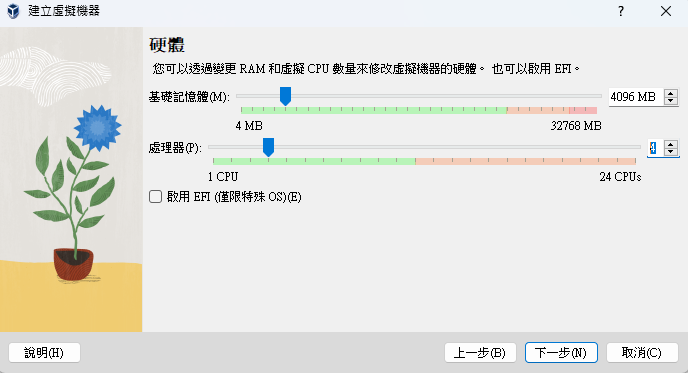 建立虛擬機器
?
硬體
您可以透過變更 RAM 和虛擬 CPU 數量來修改虛擬機器的硬體。 也可以啟用 EFI。
基礎記憶體(M):
4096 MB
4 MB
32768 MB
處理器(P):
4
1 CPU
24 CPUs
啟用 EFI (僅限特殊 OS)(E)
說明(H)
上一步(B)
下一步(N)
取消(C)